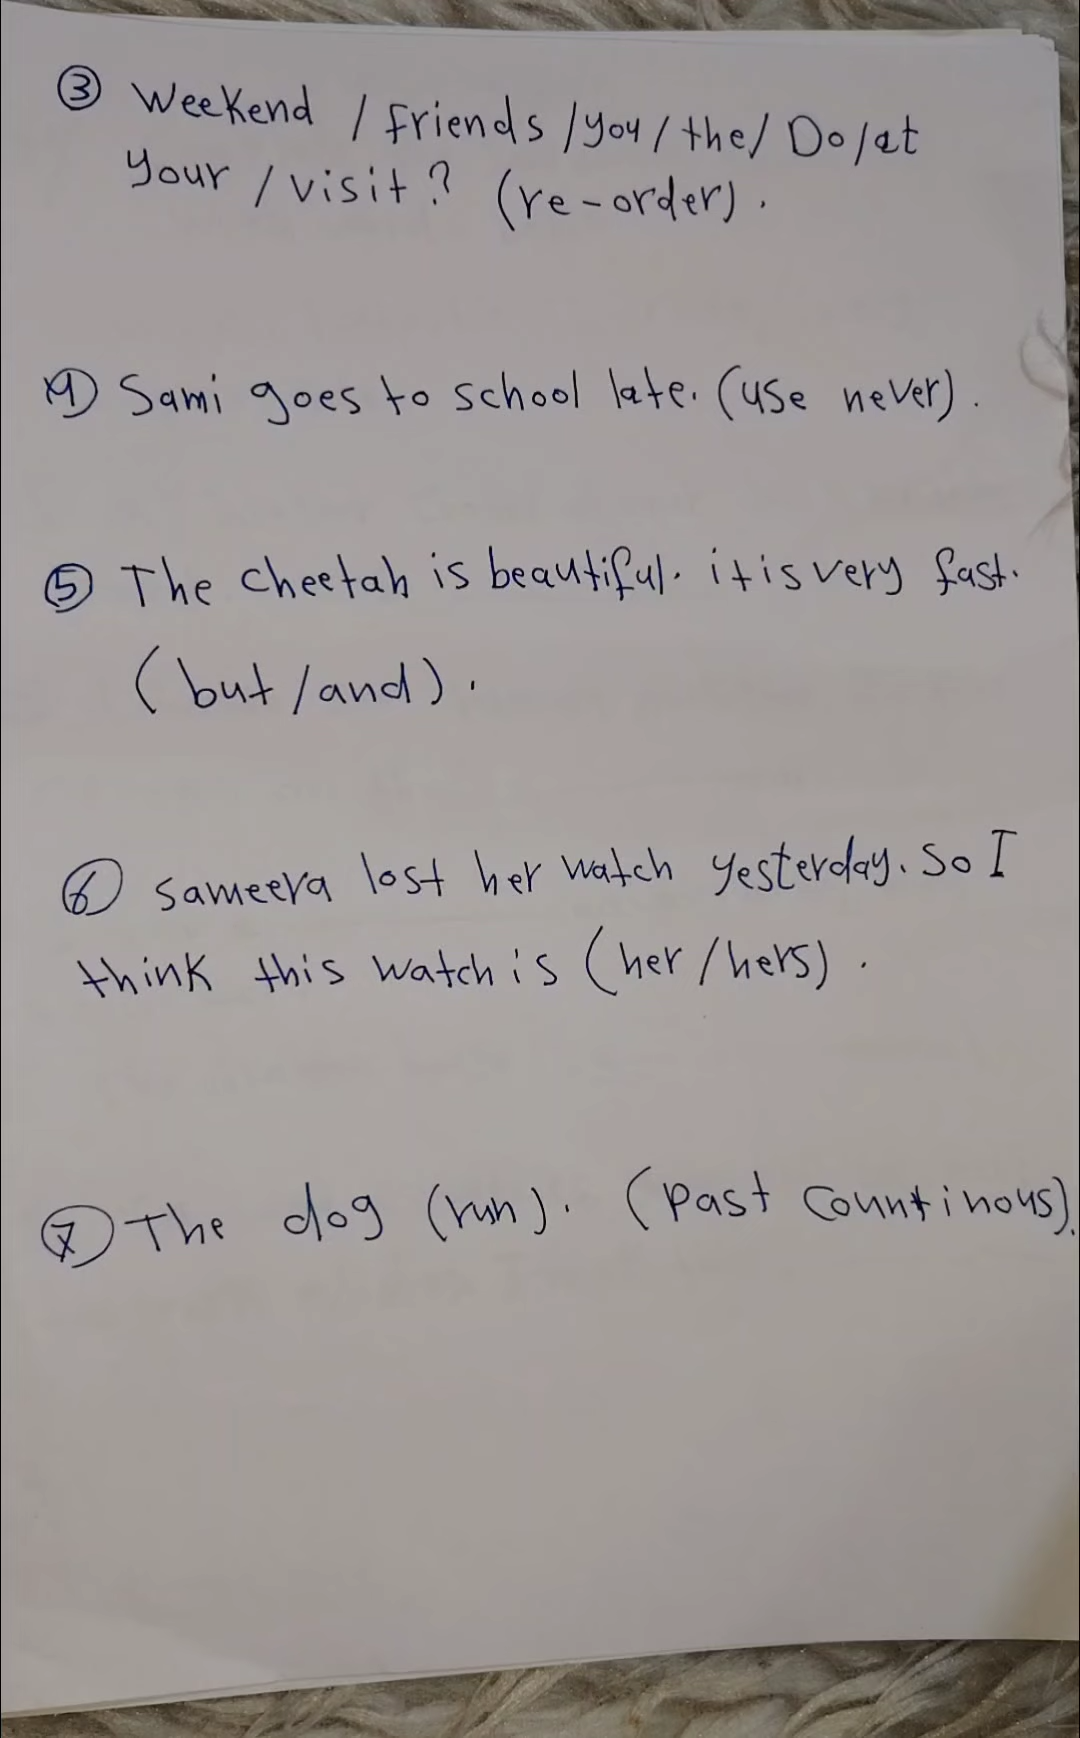 ③ Weekend / friends / you / the / Do / at
your / visit? (re-order).
④ Sami goes to school late. (use never).
⑤ The cheetah is beautiful. it is very fast.
(but / and).
⑥ sameera lost her watch yesterday. So I
think this watch is (her / hers).
⑦ The dog (run). (past countinous).